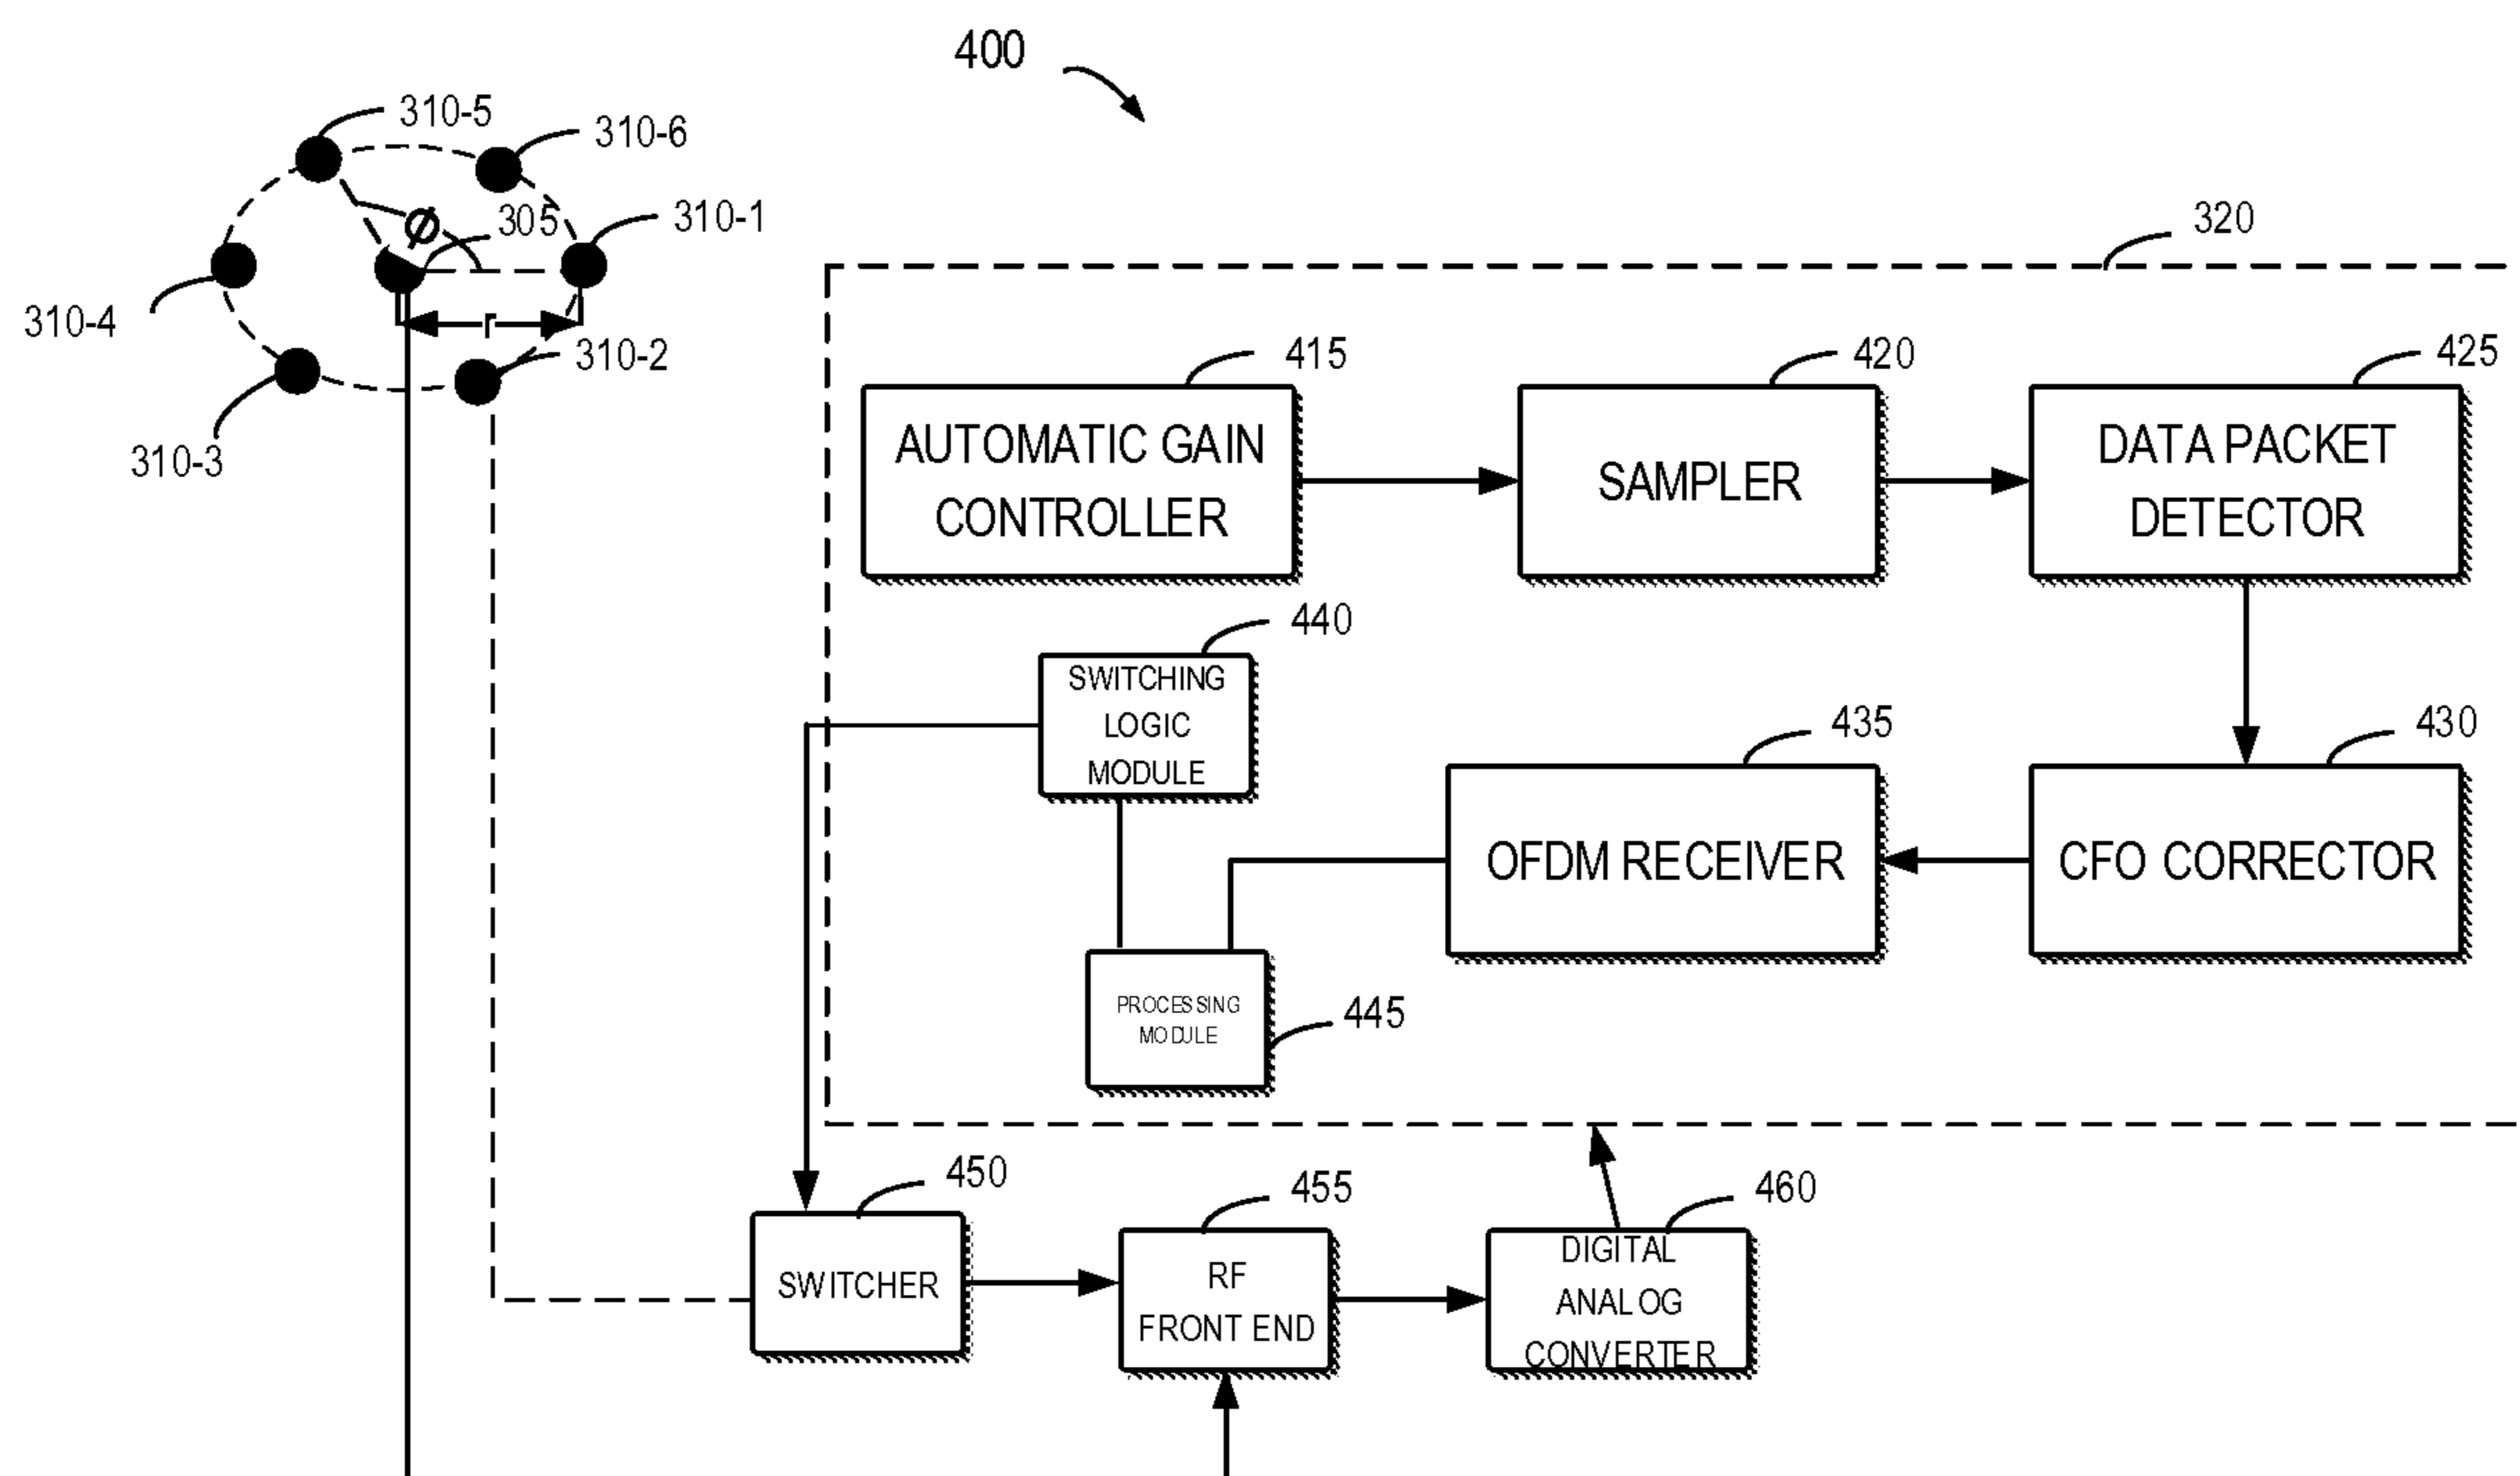 400
310-5
310-6
310-1
ϕ
305
320
310-4
r
310-2
310-3
415
420
425
AUTOMATIC GAIN
CONTROLLER
SAMPLER
DATA PACKET
DETECTOR
440
SWITCHING
LOGIC
MODULE
435
430
OFDM RECEIVER
CFO CORRECTOR
PROCESSING
MODULE
445
450
455
460
SWITCHER
RF
FRONT END
DIGITAL
ANALOG
CONVERTER